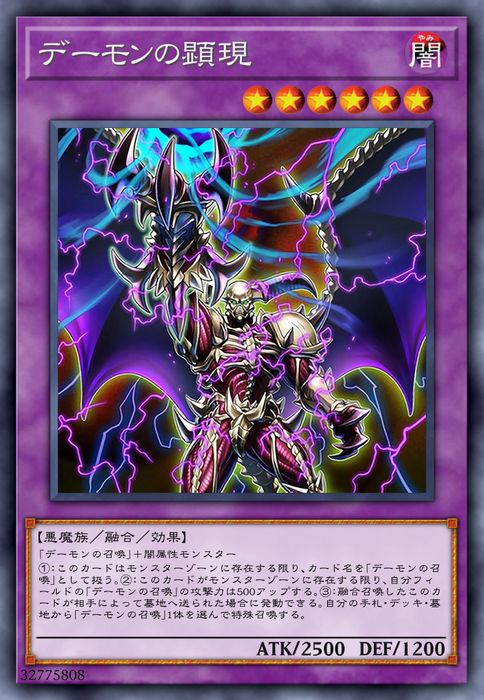 デーモンの顕現
やみ
闇
【悪魔族／融合／効果】
「デーモンの召喚」＋闇属性モンスター
①：このカードはモンスターゾーンに存在する限り、カード名を「デーモンの召
喚」として扱う。②：このカードがモンスターゾーンに存在する限り、自分フィ
ールドの「デーモンの召喚」の攻撃力は500アップする。③：融合召喚したこの
カードが相手によって墓地へ送られた場合に発動できる。自分の手札・デッキ・墓
地から「デーモンの召喚」1体を選んで特殊召喚する。
ATK/2500 DEF/1200
32775808